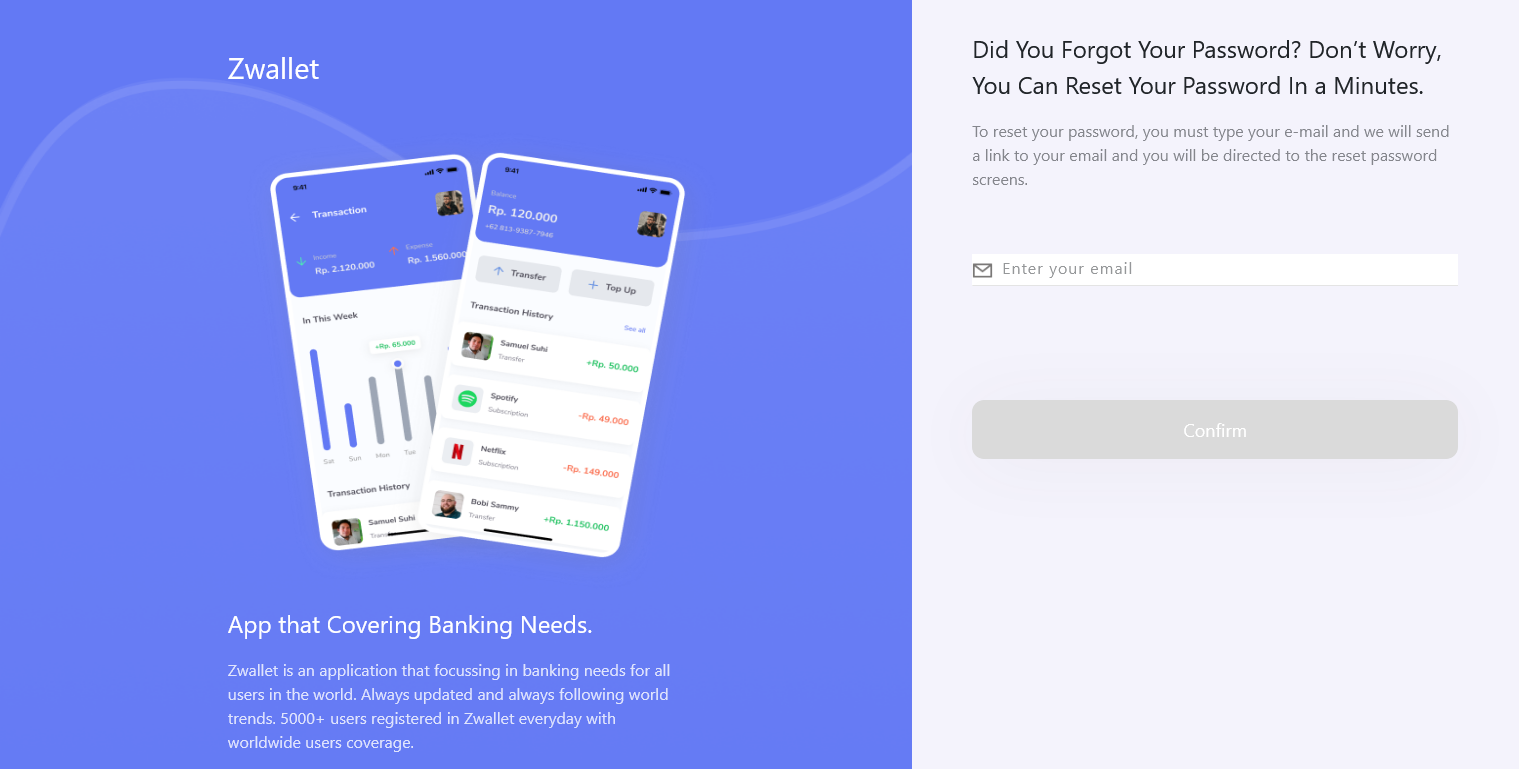 Zwallet
9:41
Transaction
Income
Rp. 2.120.000
Expense
Rp. 1.560.000
In This Week
+Rp. 65.000
Sat
Sun
Mon
Tue
Transaction History
Samuel Suhi
9:41
Balance
Rp. 120.000
+62 813-9387-7946
Transfer
Top Up
Transaction History
See all
Samuel Suhi
Transfer
+Rp. 50.000
Spotify
Subscription
-Rp. 49.000
Netflix
Subscription
-Rp. 149.000
Bobi Sammy
Transfer
+Rp. 1.150.000
App that Covering Banking Needs.
Zwallet is an application that focussing in banking needs for all
users in the world. Always updated and always following world
trends. 5000+ users registered in Zwallet everyday with
worldwide users coverage.
Did You Forgot Your Password? Don’t Worry,
You Can Reset Your Password In a Minutes.
To reset your password, you must type your e-mail and we will send
a link to your email and you will be directed to the reset password
screens.
Enter your email
Confirm